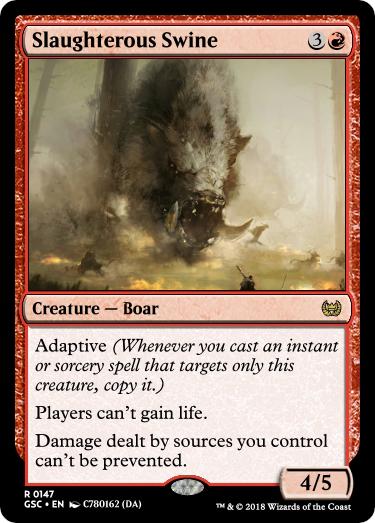 Slaughterous Swine 3
Creature — Boar
Adaptive (Whenever you cast an instant
or sorcery spell that targets only this
creature, copy it.)
Players can't gain life.
Damage dealt by sources you control
can't be prevented.
4/5
R 0147
GSC • EN C780162 (DA)
™ & © 2018 Wizards of the Coast